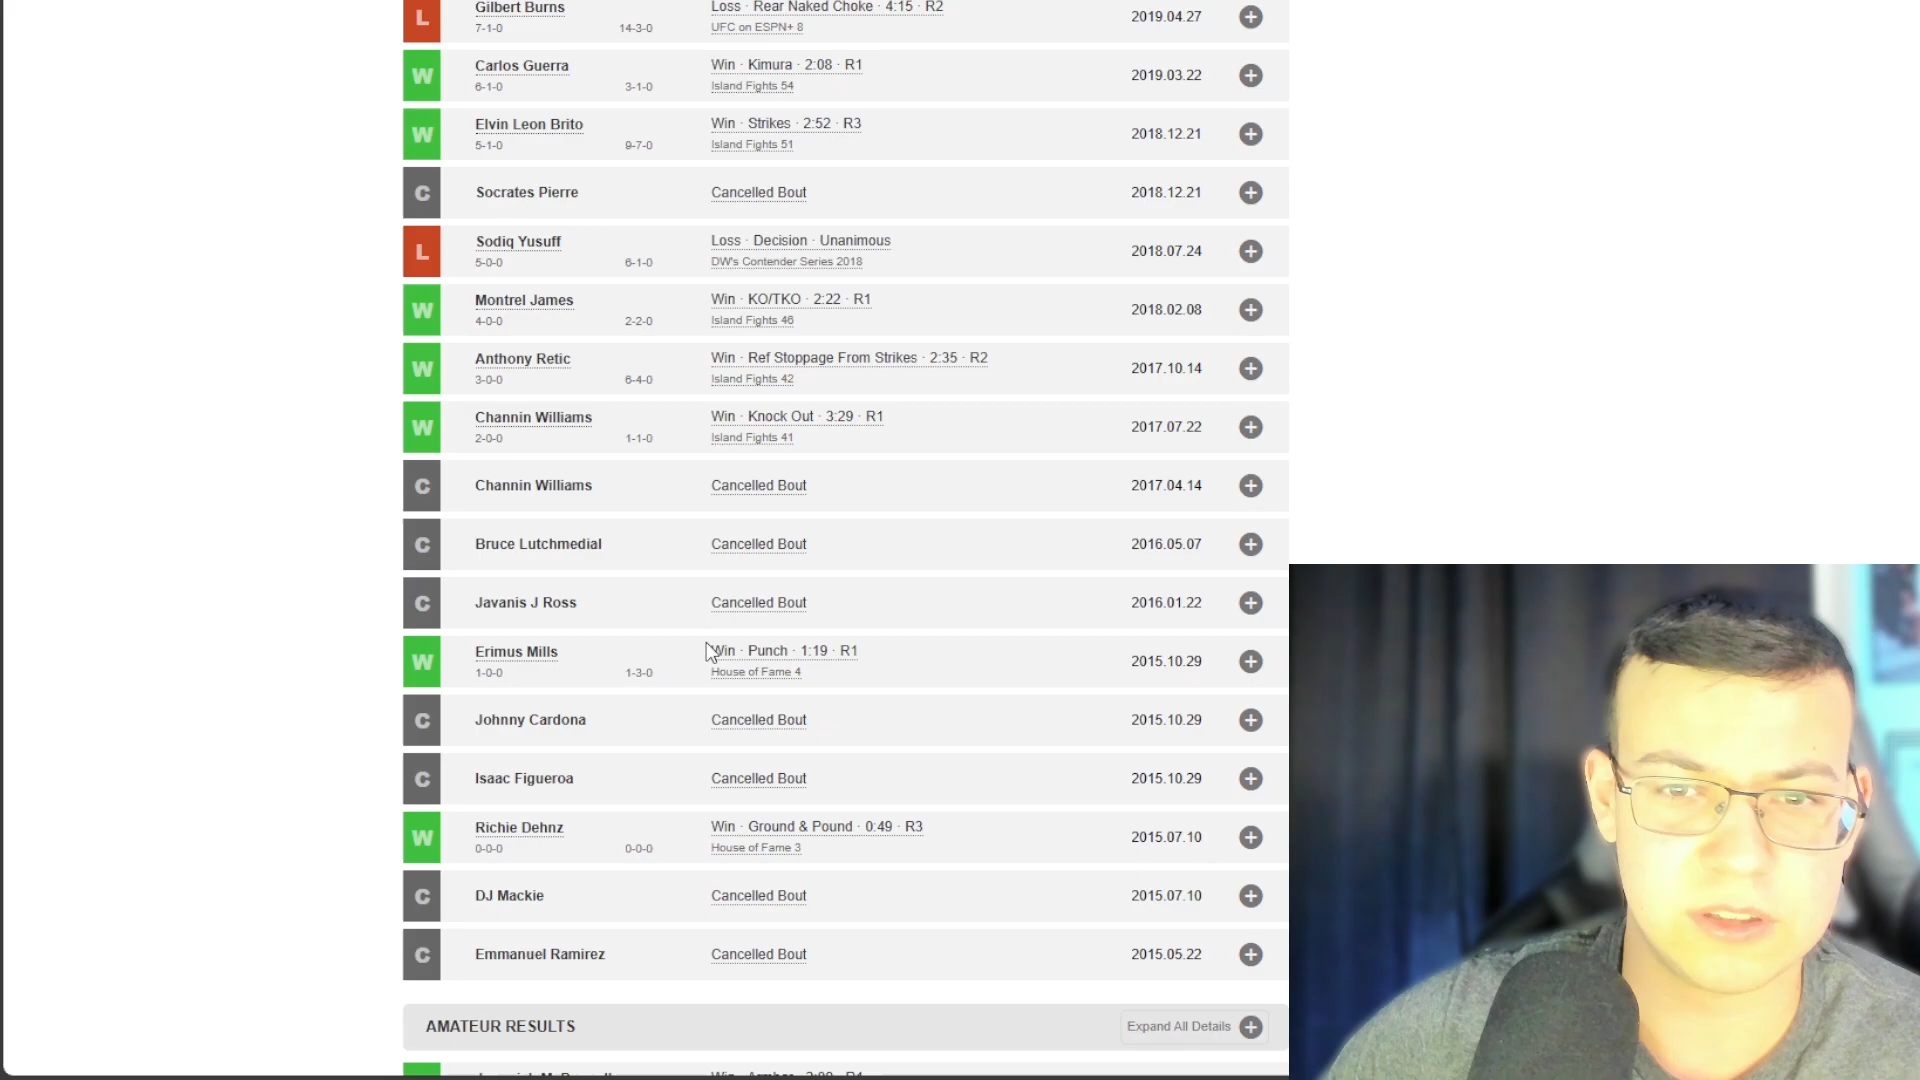 L
Gilbert Burns
7-1-0 14-3-0
Loss · Rear Naked Choke · 4:15 · R2
UFC on ESPN+ 8
2019.04.27
W
Carlos Guerra
6-1-0 3-1-0
Win · Kimura · 2:08 · R1
Island Fights 54
2019.03.22
W
Elvin Leon Brito
5-1-0 9-7-0
Win · Strikes · 2:52 · R3
Island Fights 51
2018.12.21
C
Socrates Pierre
Cancelled Bout
2018.12.21
L
Sodiq Yusuff
5-0-0 6-1-0
Loss · Decision · Unanimous
DW's Contender Series 2018
2018.07.24
W
Montrel James
4-0-0 2-2-0
Win · KO/TKO · 2:22 · R1
Island Fights 46
2018.02.08
W
Anthony Retic
3-0-0 6-4-0
Win · Ref Stoppage From Strikes · 2:35 · R2
Island Fights 42
2017.10.14
W
Channin Williams
2-0-0 1-1-0
Win · Knock Out · 3:29 · R1
Island Fights 41
2017.07.22
C
Channin Williams
Cancelled Bout
2017.04.14
C
Bruce Lutchmedial
Cancelled Bout
2016.05.07
C
Javanis J Ross
Cancelled Bout
2016.01.22
W
Erimus Mills
1-0-0 1-3-0
Win · Punch · 1:19 · R1
House of Fame 4
2015.10.29
C
Johnny Cardona
Cancelled Bout
2015.10.29
C
Isaac Figueroa
Cancelled Bout
2015.10.29
W
Richie Dehnz
0-0-0 0-0-0
Win · Ground & Pound · 0:49 · R3
House of Fame 3
2015.07.10
C
DJ Mackie
Cancelled Bout
2015.07.10
C
Emmanuel Ramirez
Cancelled Bout
2015.05.22
AMATEUR RESULTS
Expand All Details